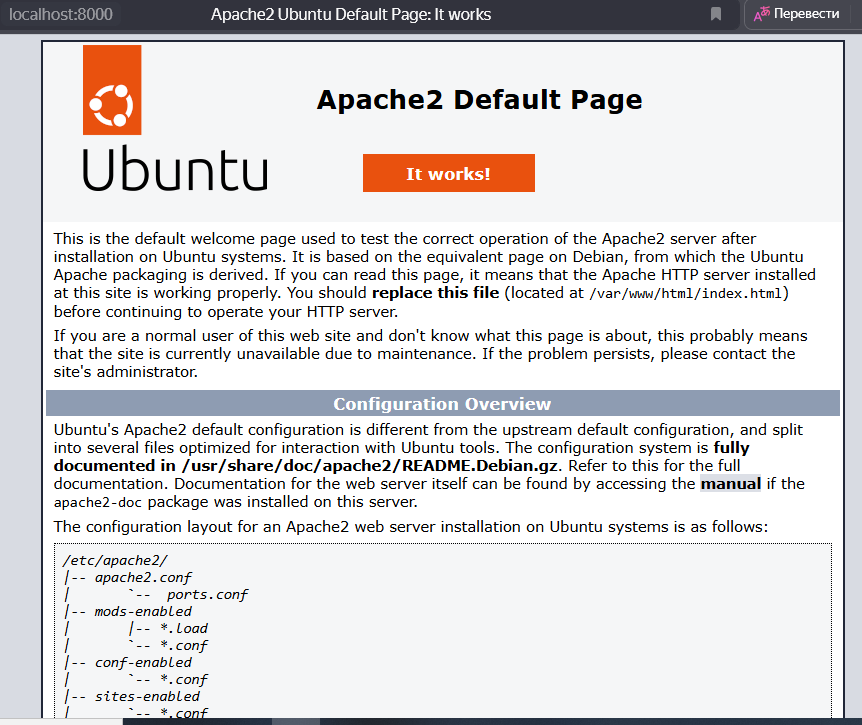 localhost:8000 Apache2 Ubuntu Default Page: It works Перевести
Apache2 Default Page
Ubuntu
It works!
This is the default welcome page used to test the correct operation of the Apache2 server after
installation on Ubuntu systems. It is based on the equivalent page on Debian, from which the Ubuntu
Apache packaging is derived. If you can read this page, it means that the Apache HTTP server installed
at this site is working properly. You should replace this file (located at /var/www/html/index.html)
before continuing to operate your HTTP server.
If you are a normal user of this web site and don't know what this page is about, this probably means
that the site is currently unavailable due to maintenance. If the problem persists, please contact the
site's administrator.
Configuration Overview
Ubuntu's Apache2 default configuration is different from the upstream default configuration, and split
into several files optimized for interaction with Ubuntu tools. The configuration system is fully
documented in /usr/share/doc/apache2/README.Debian.gz. Refer to this for the full
documentation. Documentation for the web server itself can be found by accessing the manual if the
apache2-doc package was installed on this server.
The configuration layout for an Apache2 web server installation on Ubuntu systems is as follows:
/etc/apache2/
|-- apache2.conf
|       `--  ports.conf
|-- mods-enabled
|       |-- *.load
|       `-- *.conf
|-- conf-enabled
|       `-- *.conf
|-- sites-enabled
|       `-- *.conf